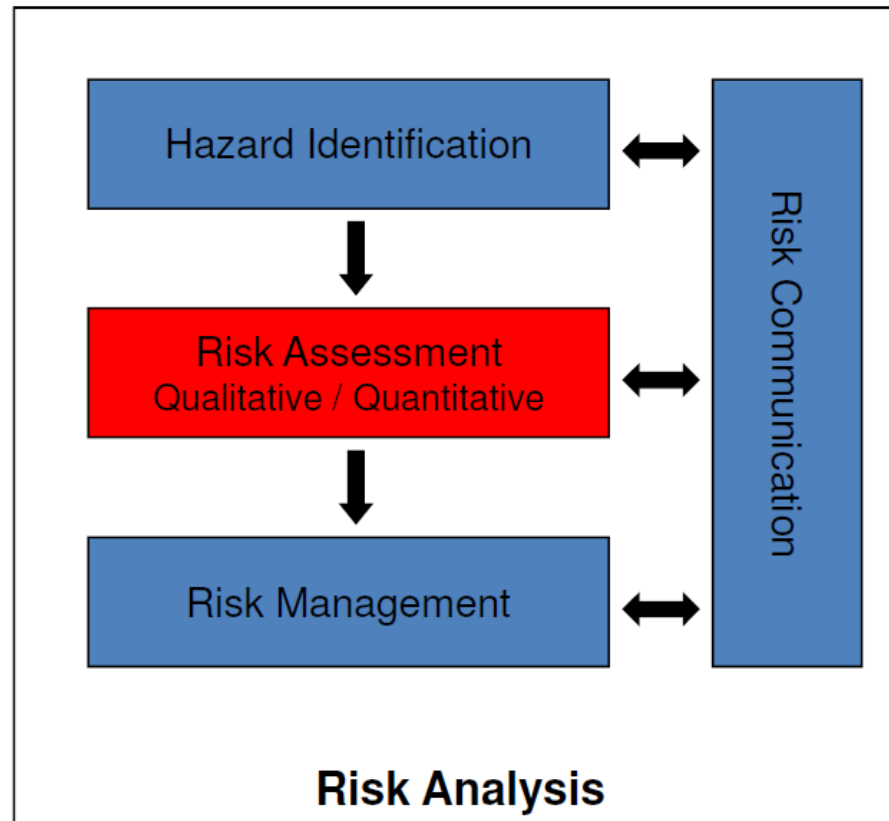 Hazard Identification
Risk Assessment
Qualitative / Quantitative
Risk Management
Risk Communication
Risk Analysis